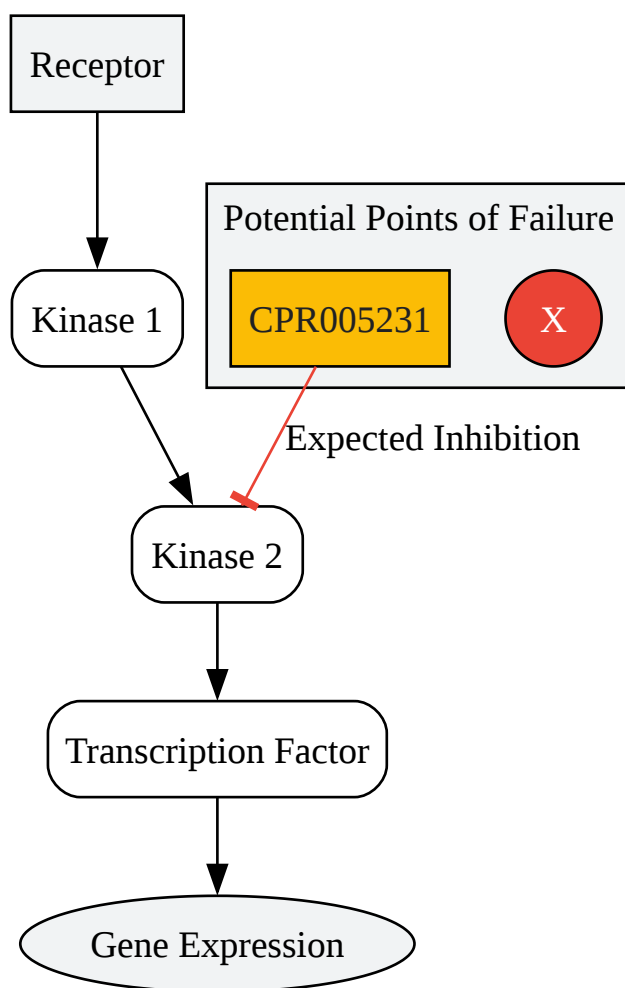 Receptor
Potential Points of Failure
Kinase 1
CPR005231
X
Expected Inhibition
Kinase 2
Transcription Factor
Gene Expression